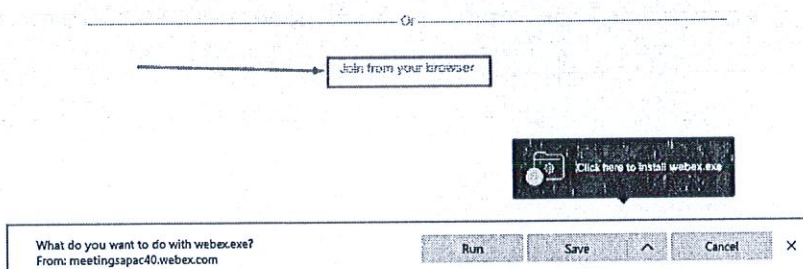 Or
Join from your browser
Click here to install webex.exe
What do you want to do with webex.exe?
From: meetingsapac40.webex.com
Run
Save
Cancel